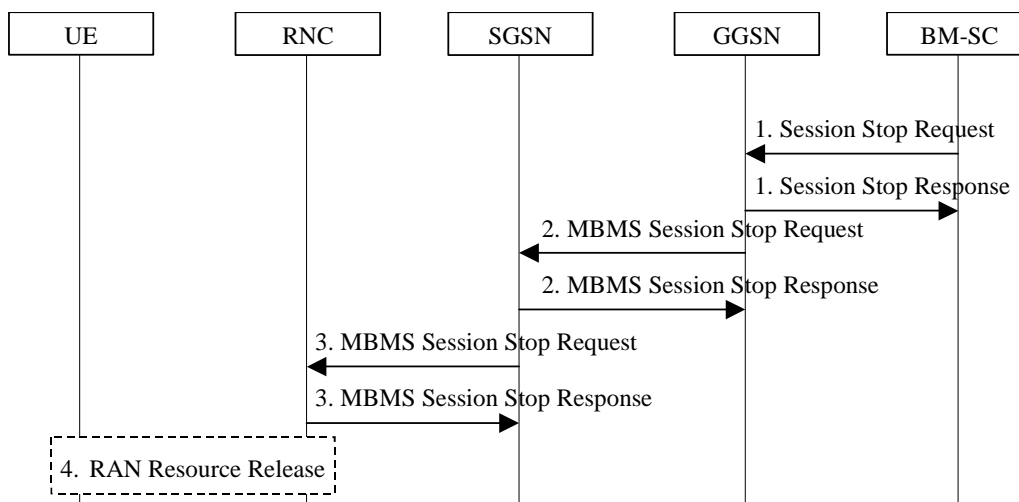 UE
RNC
SGSN
GGSN
BM-SC
1. Session Stop Request
1. Session Stop Response
2. MBMS Session Stop Request
2. MBMS Session Stop Response
3. MBMS Session Stop Request
3. MBMS Session Stop Response
4. RAN Resource Release